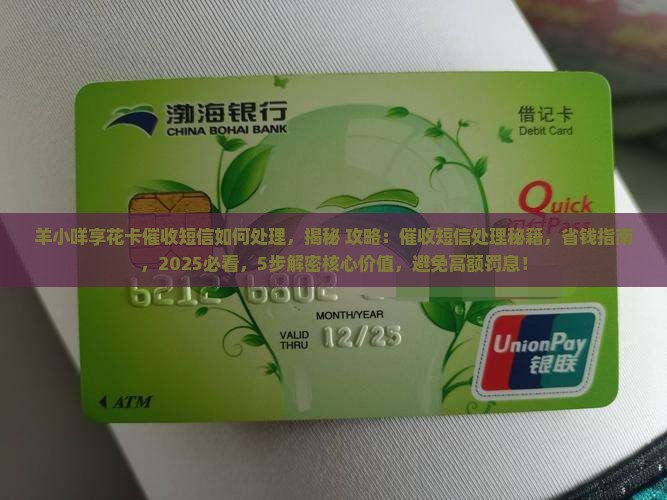 渤海银行
CHINA BOHAI BANK
借记卡
Debit Card
Quick
羊小咩享花卡催收短信如何处理，揭秘 攻略：催收短信处理秘籍，省钱指南
，2025必看，5步解密核心价值，避免高额罚息！
6212 6802
MONTH/YEAR
VALID
THRU
12/25
UnionPay
银联
ATM